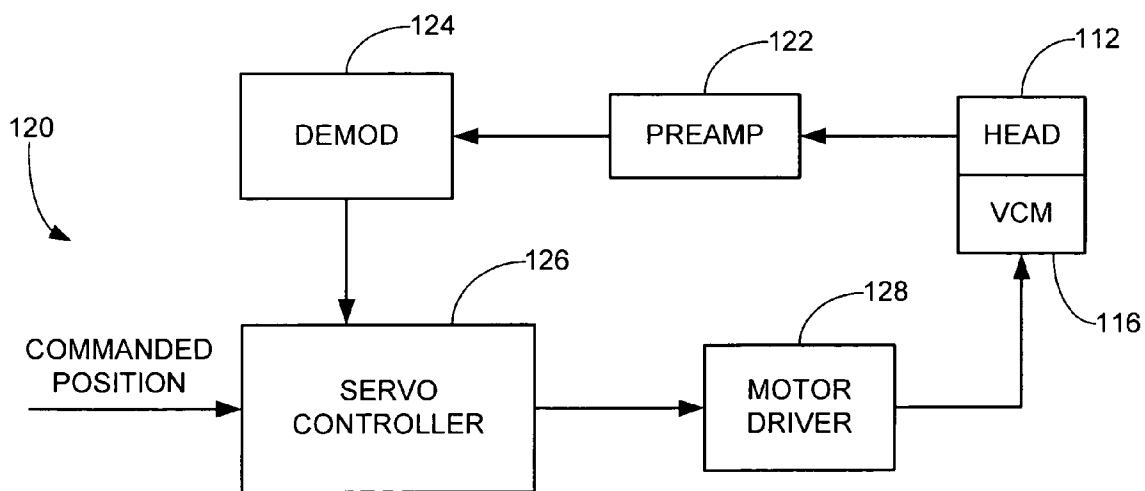 124
122
112
120
DEMOD
PREAMP
HEAD
VCM
126
128
116
COMMANDED
POSITION
SERVO
CONTROLLER
MOTOR
DRIVER